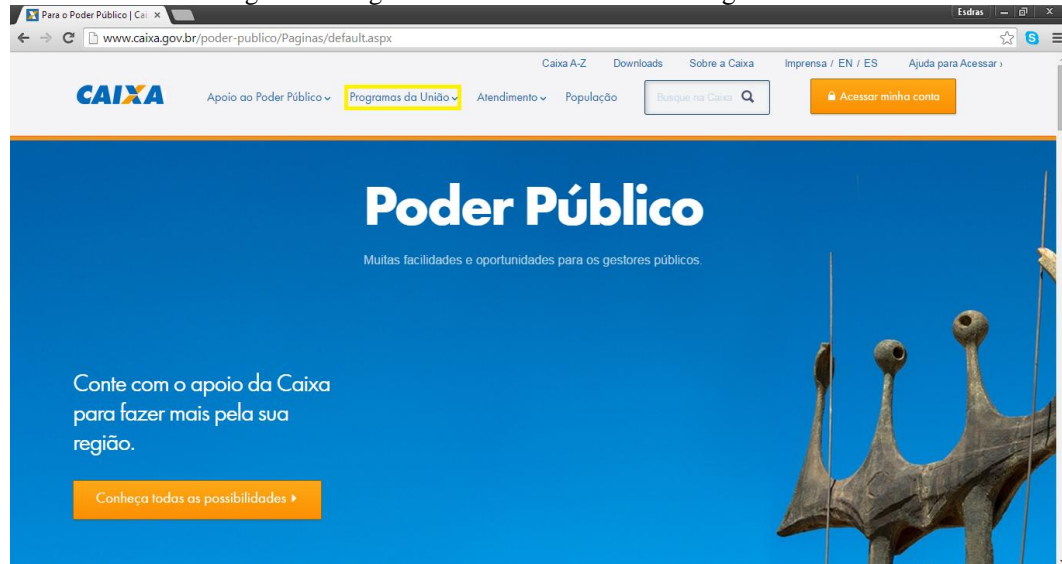 Para o Poder Público | Cai
Esdras
www.caixa.gov.br/poder-publico/Paginas/default.aspx
Caixa A-Z Downloads Sobre a Caixa Imprensa / EN / ES Ajuda para Acessar ›
CAIXA Apoio ao Poder Público Programas da União Atendimento População Busque na Caixa Acessar minha conta
Poder Público
Muitas facilidades e oportunidades para os gestores públicos.
Conte com o apoio da Caixa
para fazer mais pela sua
região.
Conheça todas as possibilidades